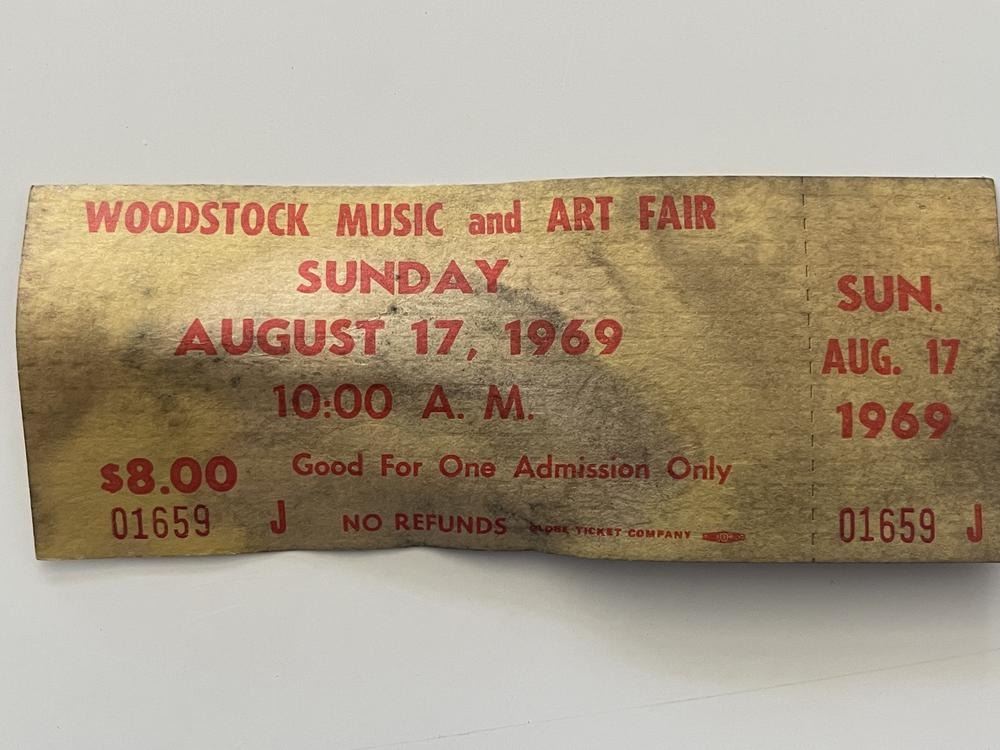 WOODSTOCK MUSIC and ART FAIR
SUNDAY
AUGUST 17, 1969
10:00 A. M.
$8.00 Good For One Admission Only
01659 J NO REFUNDS GLOBE TICKET COMPANY
SUN.
AUG. 17
1969
01659 J